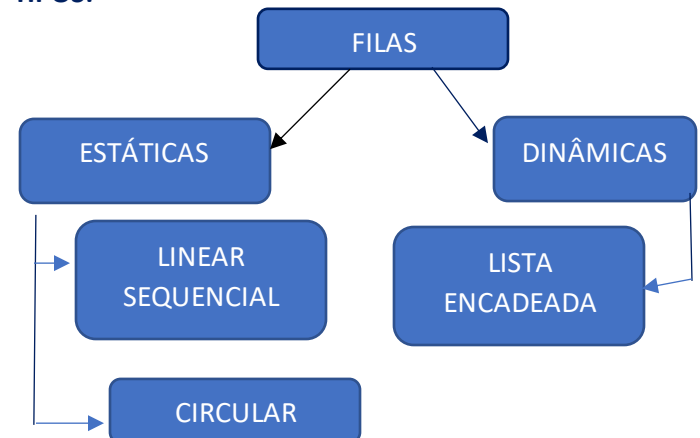 FILAS
ESTÁTICAS
DINÂMICAS
LINEAR
SEQUENCIAL
LISTA
ENCADEADA
CIRCULAR